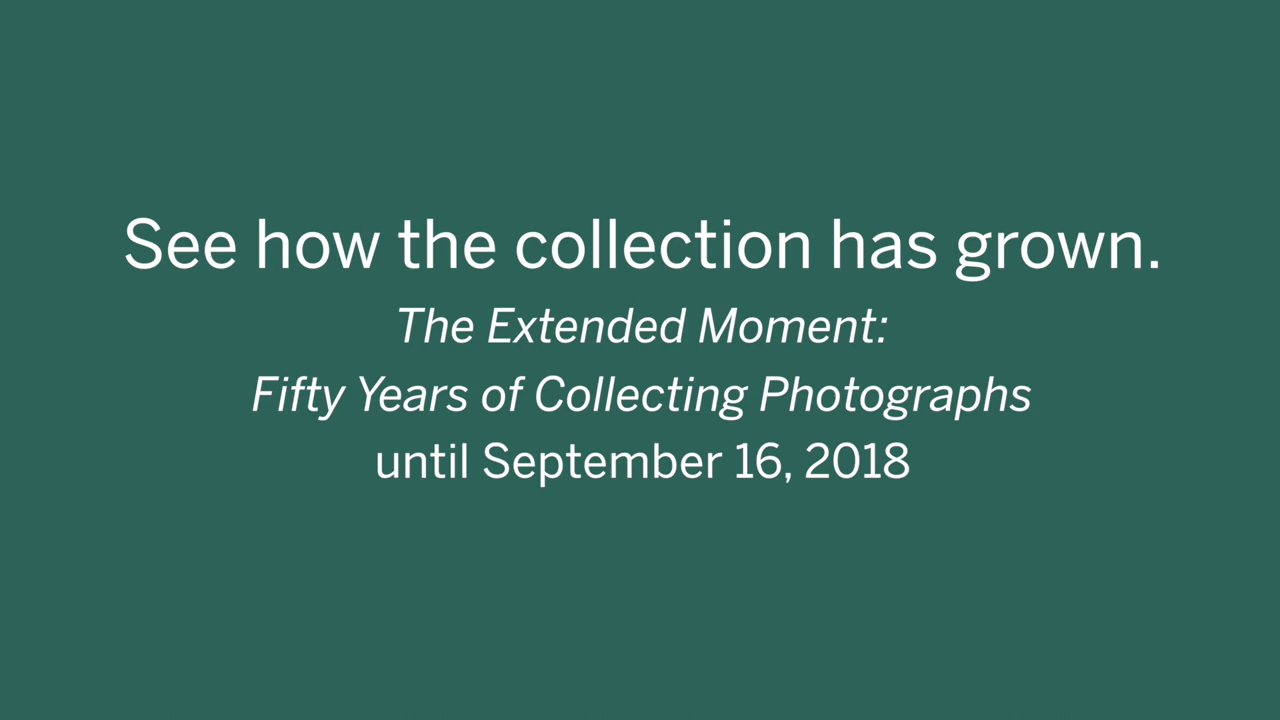 See how the collection has grown.
The Extended Moment:
Fifty Years of Collecting Photographs
until September 16, 2018